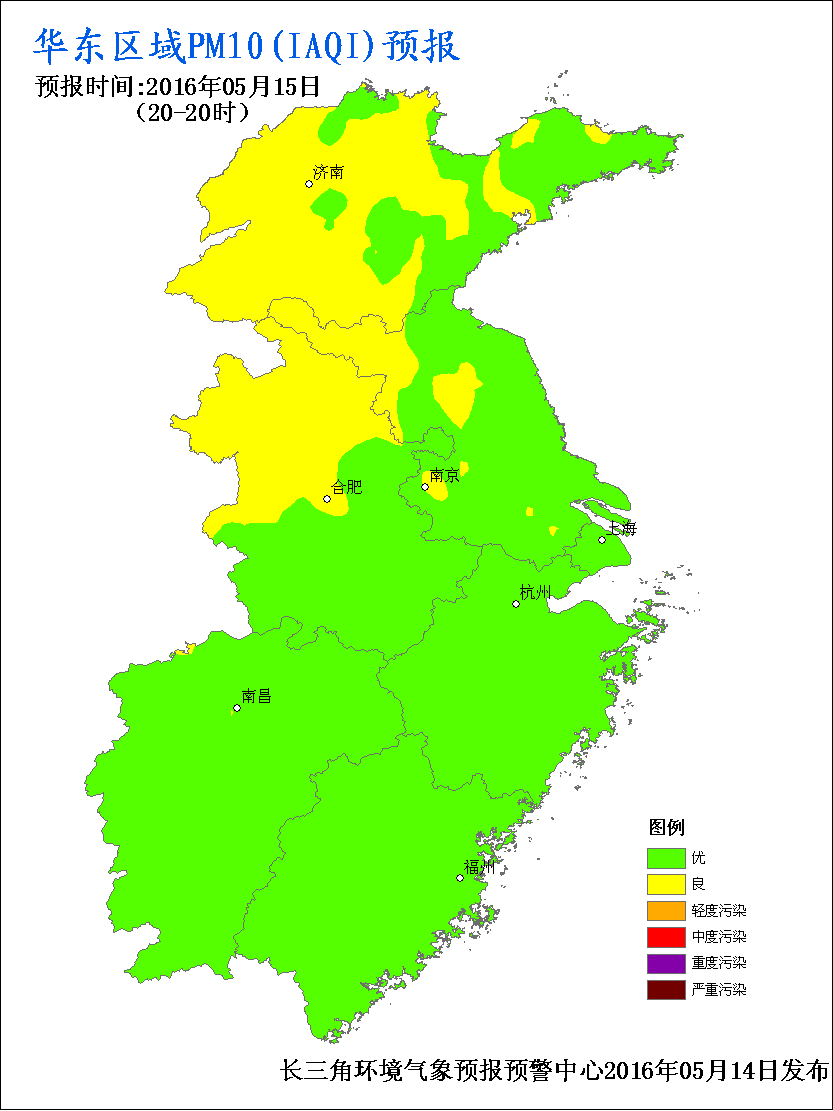 华东区域PM10(IAQI)预报
预报时间:2016年05月15日
（20-20时）
济南
南京
合肥
上海
杭州
南昌
福州
图例
优
良
轻度污染
中度污染
重度污染
严重污染
长三角环境气象预报预警中心2016年05月14日发布